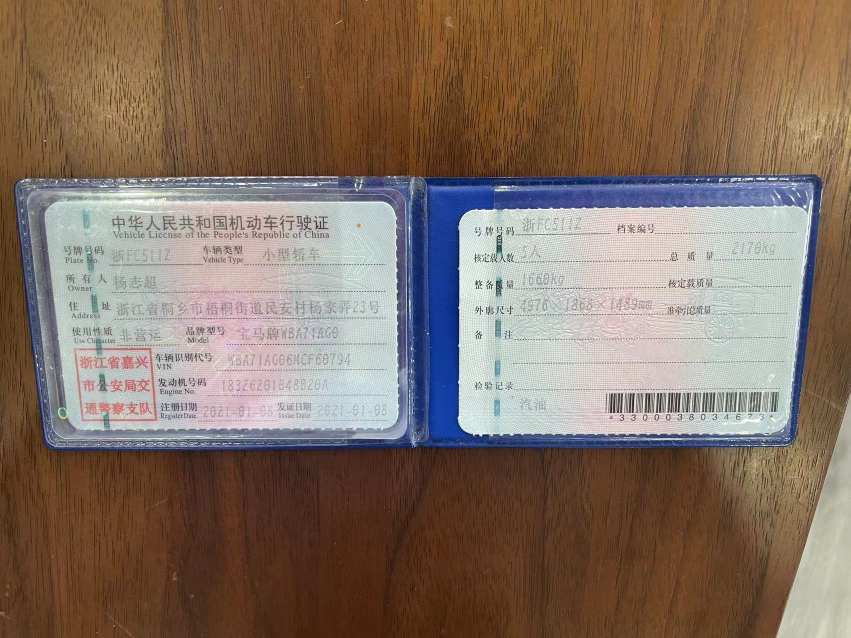 中华人民共和国机动车行驶证
Vehicle License of the People's Republic of China
号牌号码 浙FC511Z 车辆类型 小型轿车
Plate No. Vehicle Type
所有人 杨志超
Owner
住址 浙江省桐乡市梧桐街道民安村杨家弄23号
Address
使用性质 非营运 品牌型号 宝马牌WBA71AG0
Use Character Model
浙江省嘉兴
市公安局交
通警察支队
车辆识别代号 WBA71AG06MCF60794
VIN
发动机号码 18326201B48B20A
Engine No.
注册日期 2021-01-08 发证日期 2021-01-08
Register Date Issue Date
号牌号码 浙FC511Z 档案编号
核定载人数 5人 总质量 2170kg
整备质量 1660kg 核定载质量
外廓尺寸 4976×1868×1489mm 准牵引总质量
备注
检验记录
汽油
*3300038034673*